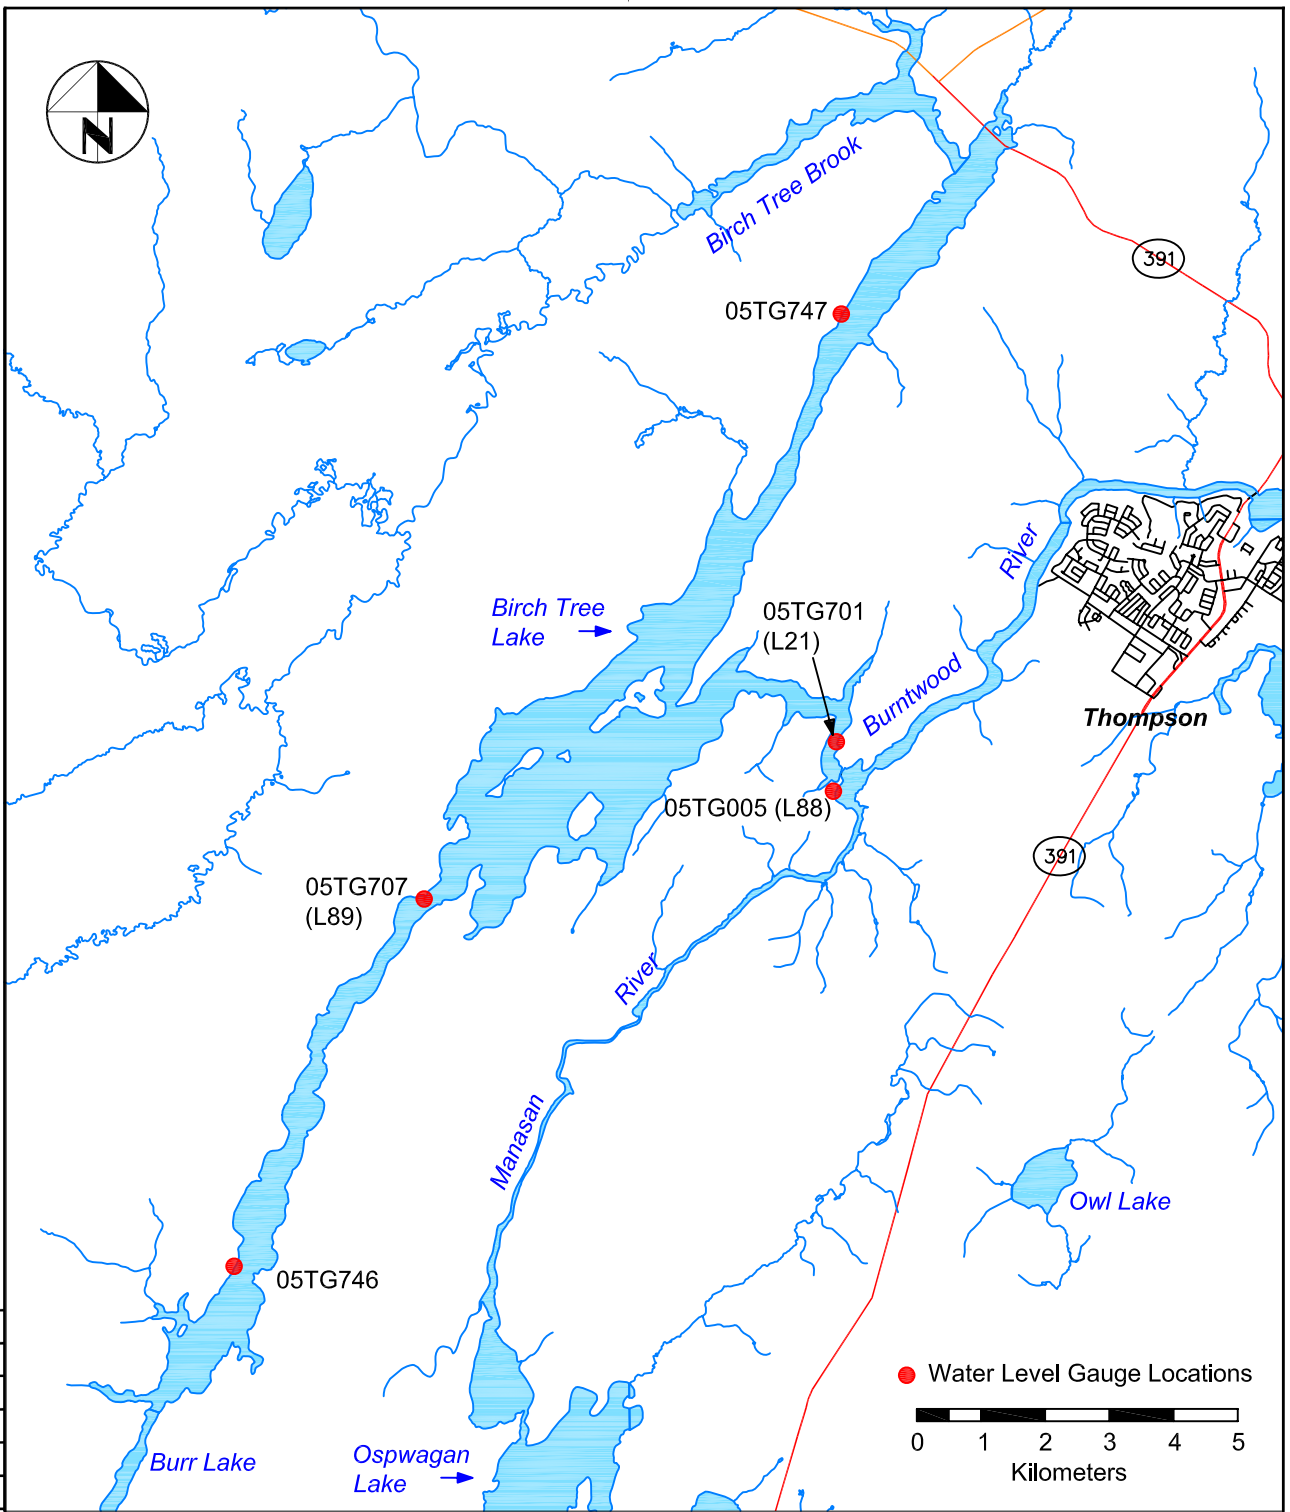 N
Birch Tree Brook
391
05TG747
River
Birch Tree
Lake
05TG701
(L21)
Burntwood
Thompson
05TG005 (L88)
391
05TG707
(L89)
River
Manasan
Owl Lake
05TG746
Water Level Gauge Locations
0 1 2 3 4 5
Kilometers
Burr Lake
Ospwagan
Lake